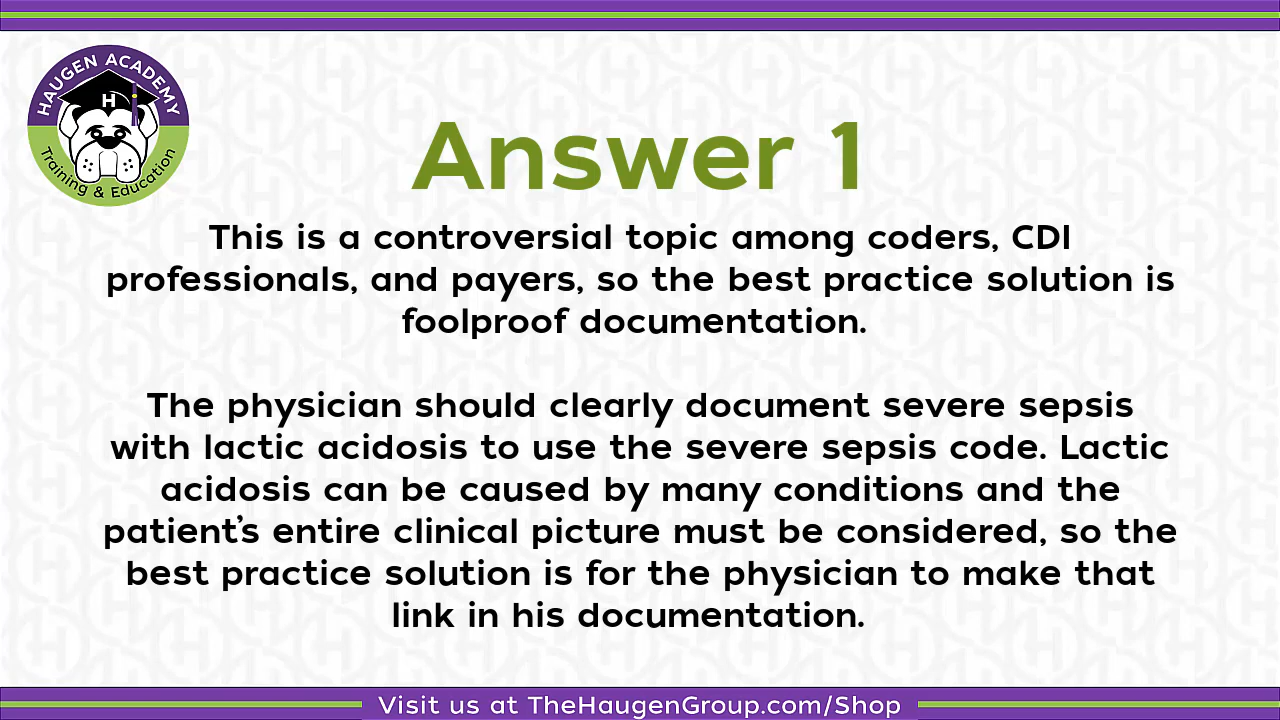 HAUGEN ACADEMY
H
Training & Education
Answer 1
This is a controversial topic among coders, CDI
professionals, and payers, so the best practice solution is
foolproof documentation.
The physician should clearly document severe sepsis
with lactic acidosis to use the severe sepsis code. Lactic
acidosis can be caused by many conditions and the
patient's entire clinical picture must be considered, so the
best practice solution is for the physician to make that
link in his documentation.
Visit us at TheHaugenGroup.com/Shop